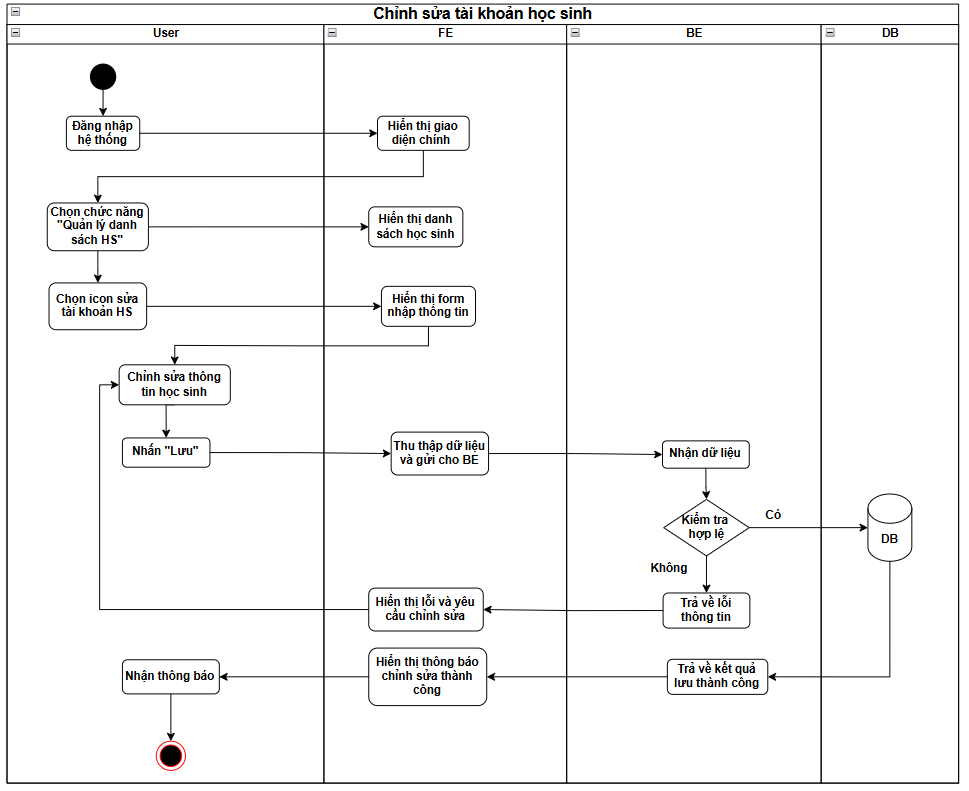 Chỉnh sửa tài khoản học sinh
User
FE
BE
DB
Đăng nhập
hệ thống
Hiển thị giao
diện chính
Chọn chức năng
"Quản lý danh
sách HS"
Hiển thị danh
sách học sinh
Chọn icon sửa
tài khoản HS
Hiển thị form
nhập thông tin
Chỉnh sửa thông
tin học sinh
Nhấn "Lưu"
Thu thập dữ liệu
và gửi cho BE
Nhận dữ liệu
Kiểm tra
hợp lệ
Có
DB
Không
Hiển thị lỗi và yêu
cầu chỉnh sửa
Trả về lỗi
thông tin
Nhận thông báo
Hiển thị thông báo
chỉnh sửa thành
công
Trả về kết quả
lưu thành công